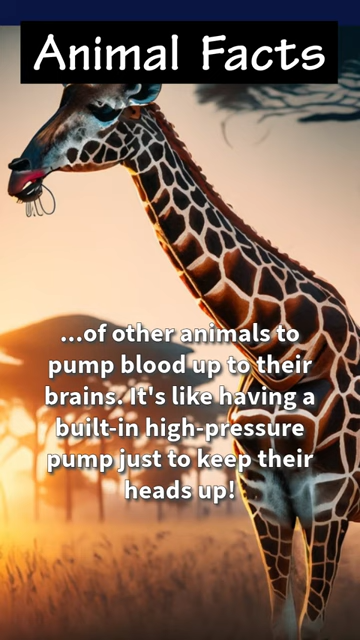 Animal Facts
...of other animals to
pump blood up to their
brains. It's like having a
built-in high-pressure
pump just to keep their
heads up!